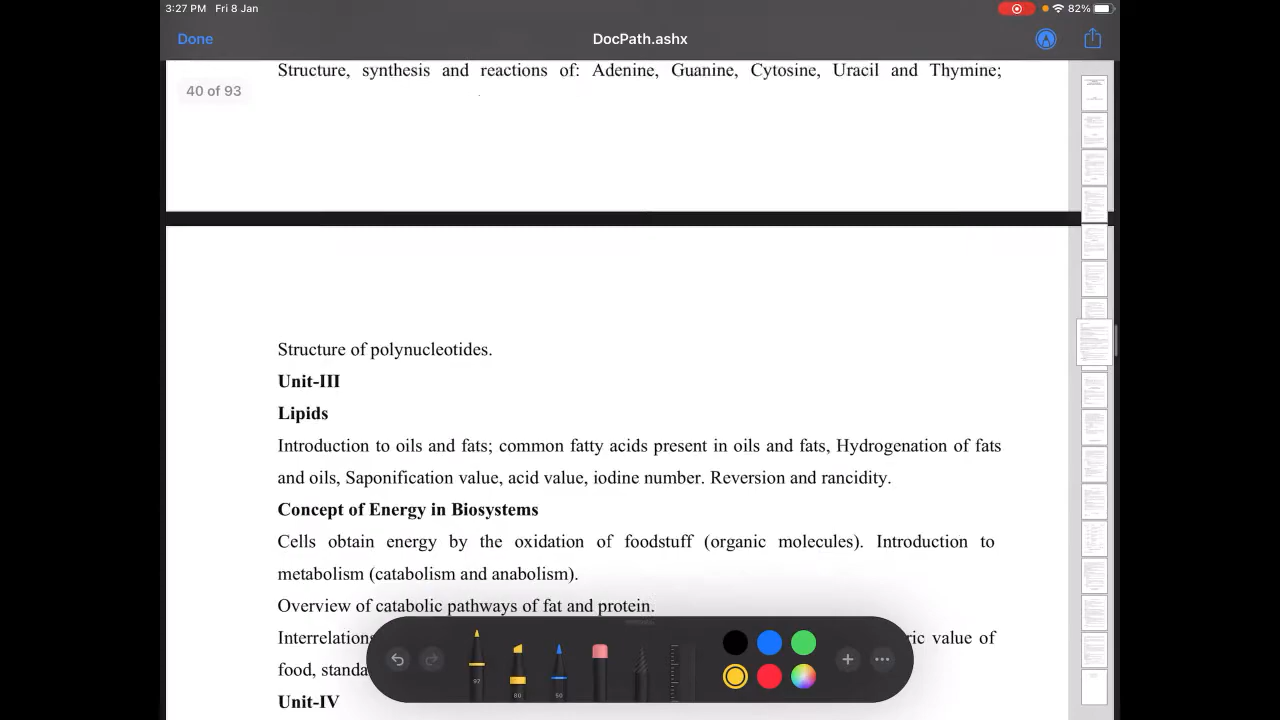 3:27 PM Fri 8 Jan
82%
Done
DocPath.ashx
Structure, synthesis and reactions of: Adenine, Guanine, Cytosine, Uracil and Thymine;
40 of 93
Structure of polynucleotides.
Unit-III
Lipids
Introduction to oils and fats; common fatty acids present in oils and fats, Hydrogenation of fas
and oils, Saponification value, acid value, iodine number. Reversion and rancidity.
Concept of Energy in Biosystems
Cells obtain energy by the oxidation of foodstuff (organic molecules). Introduction to
metabolism (catabolism, anabolism).
Overview of catabolic pathways of fat and protein.
Interrelation
ric value of
food, standa
Unit-IV
80
50